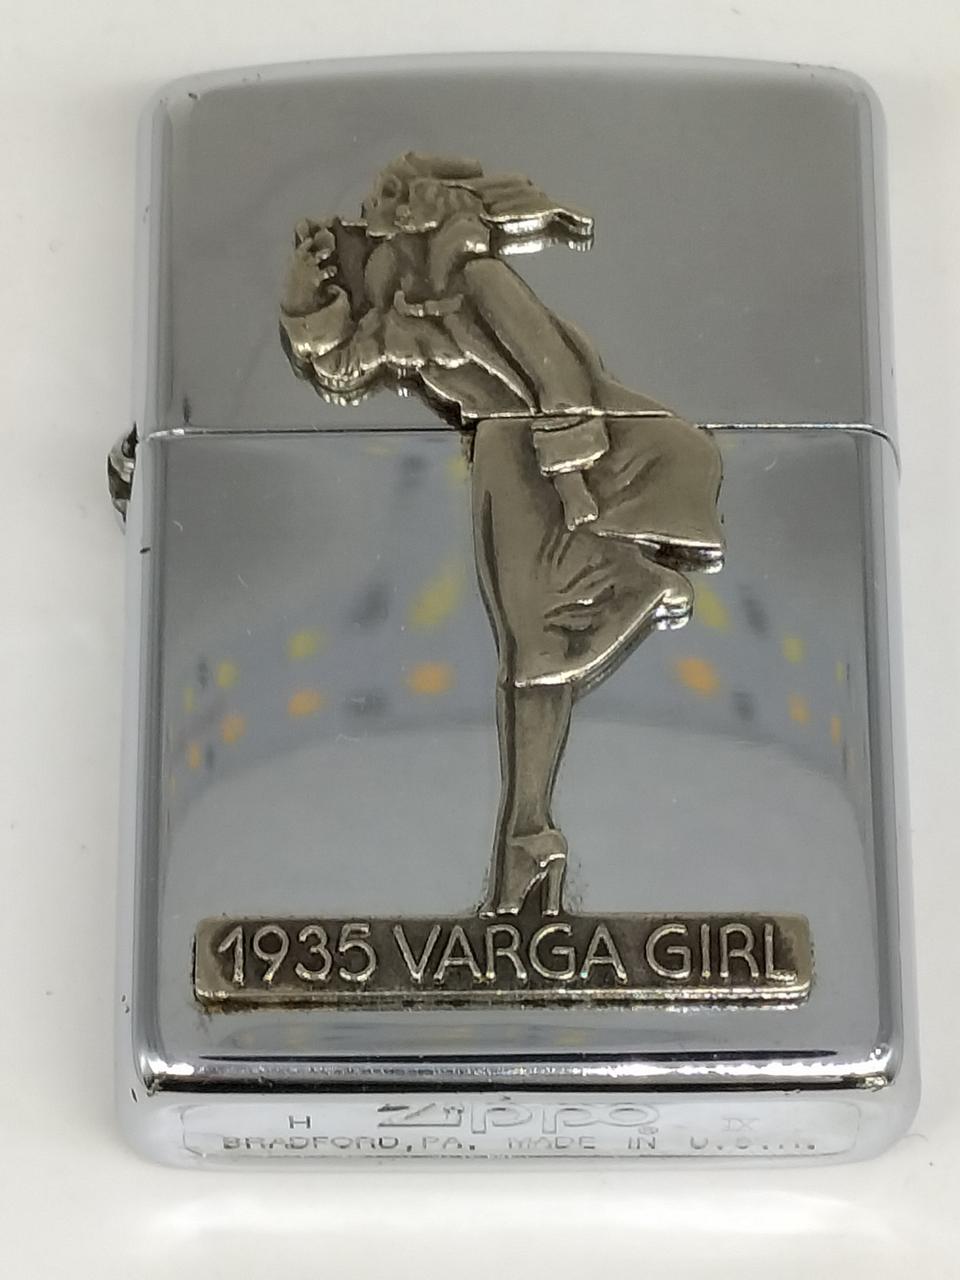 1935 VARGA GIRL
H Zippo® IX
BRADFORD, PA. MADE IN U.S.A.